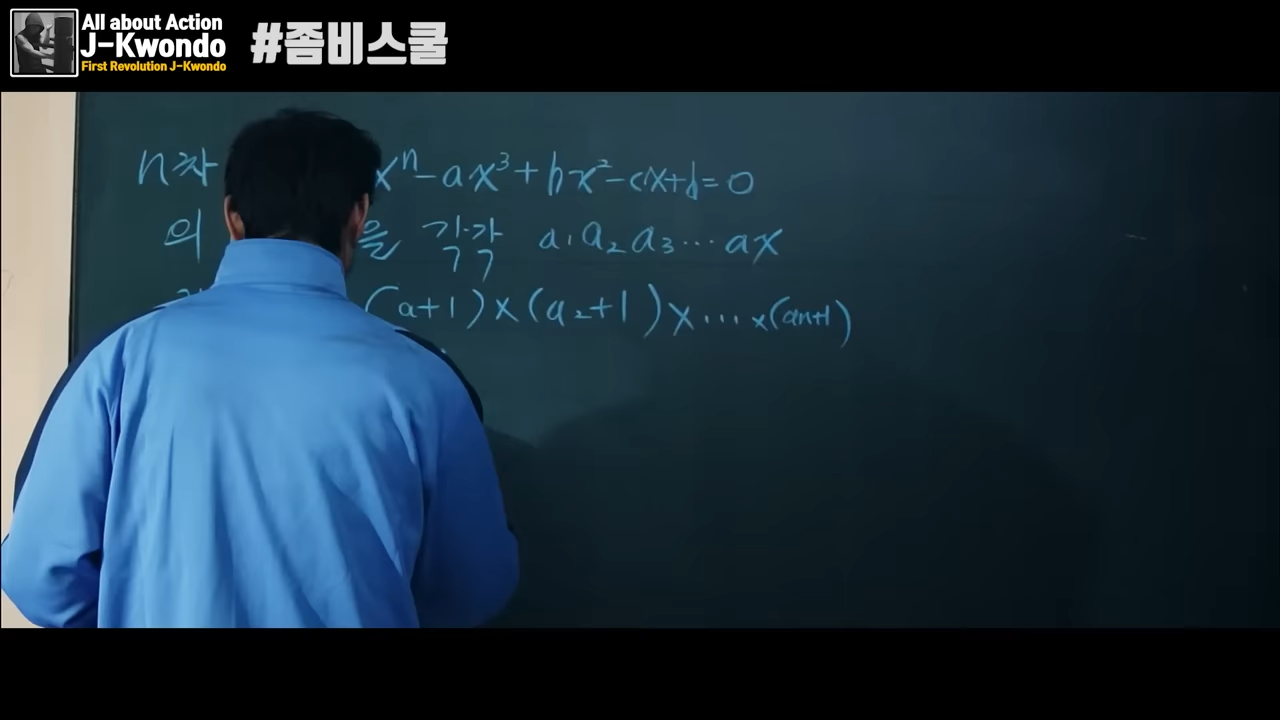 All about Action
J-Kwondo
First Revolution J-Kwondo
#좀비스쿨
n차 xⁿ-ax³+bx²-cx+d=0
의 을 각각 a₁a₂a₃⋯ax
(a+1)×(a₂+1)×⋯×(an+1)